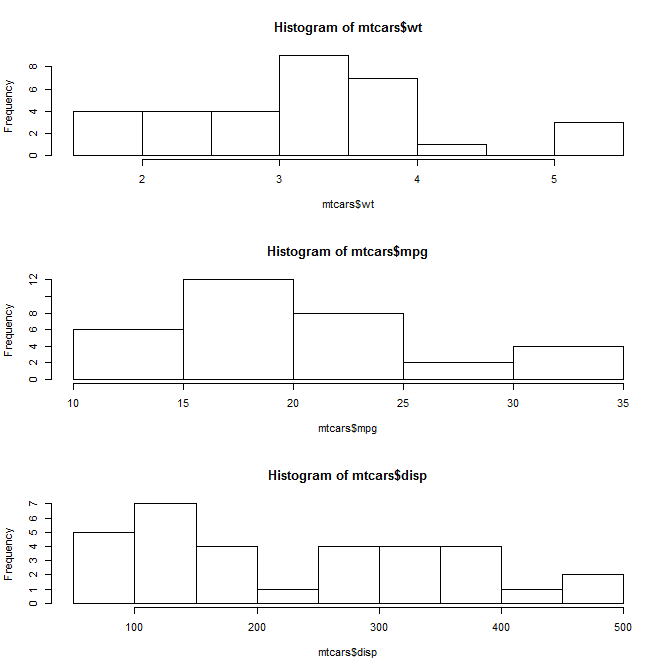 Histogram of mtcars$wt
Frequency
0 2 4 6 8
2 3 4 5
mtcars$wt
Histogram of mtcars$mpg
Frequency
0 2 4 6 8 12
10 15 20 25 30 35
mtcars$mpg
Histogram of mtcars$disp
Frequency
0 1 2 3 4 5 6 7
100 200 300 400 500
mtcars$disp